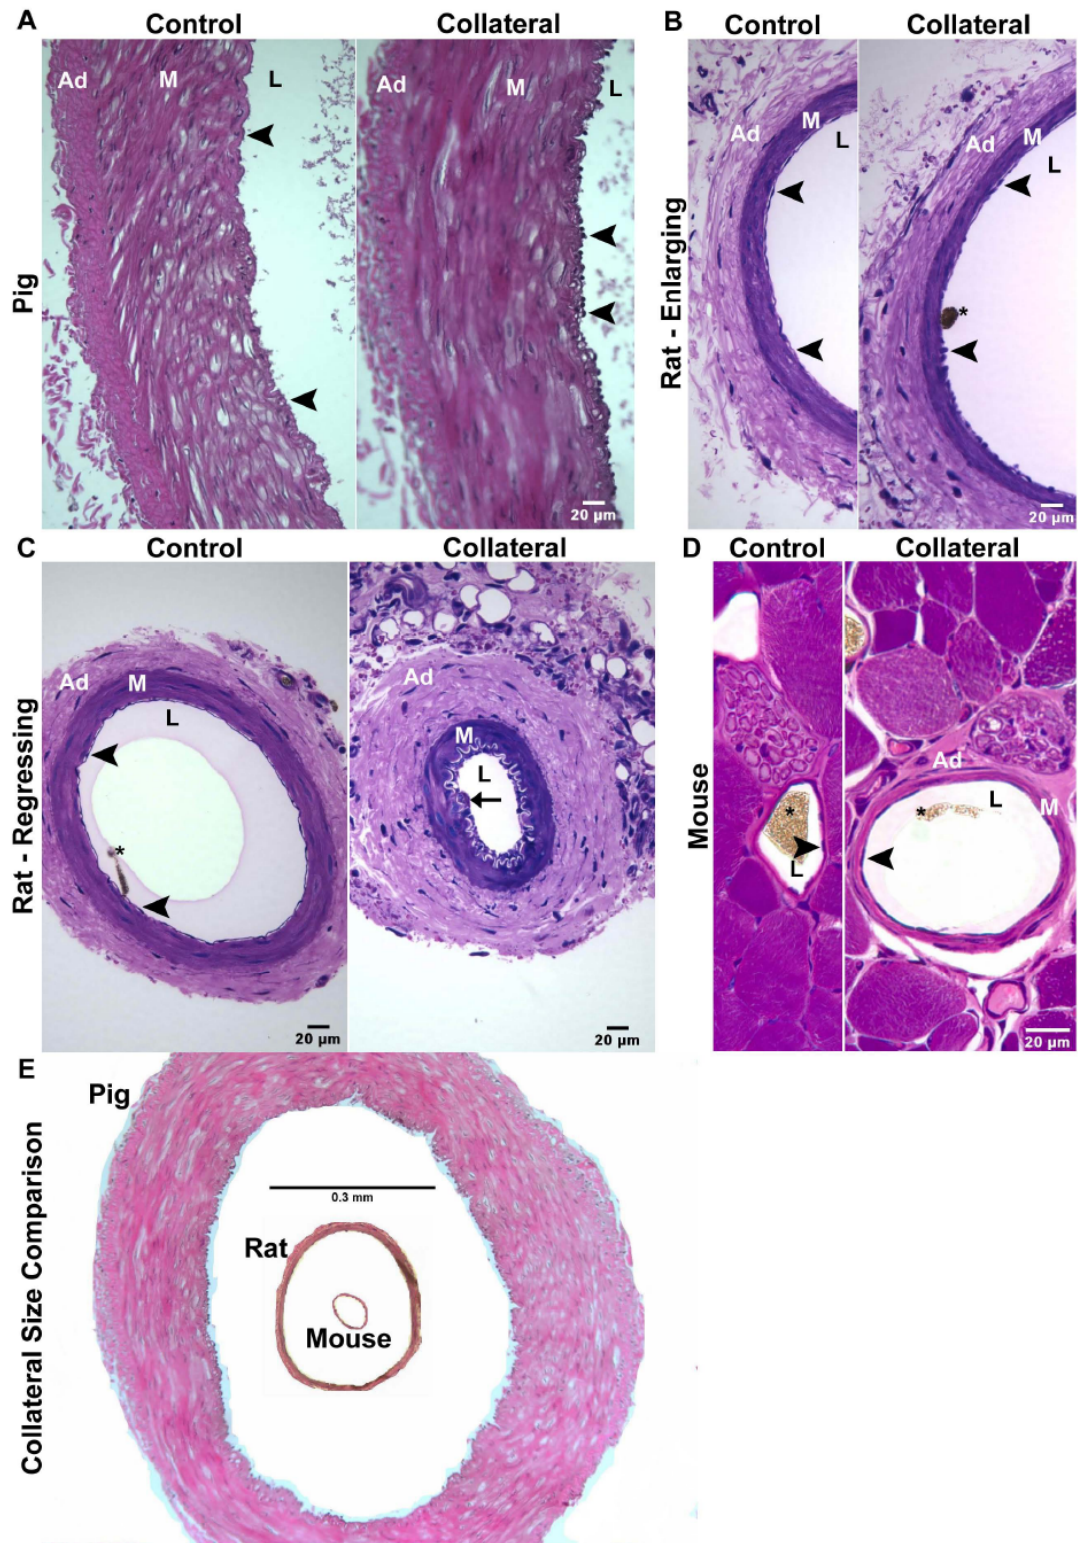 A Control Collateral
Ad M L
Ad M L
Pig
20 µm
B Collateral
Ad M L
Ad M L
*
Rat - Enlarging
20 µm
C Control Collateral
Ad M L
*
20 µm
Ad
M
L
20 µm
Rat - Regressing
D Control Collateral
*
L
Ad
L
M
*
20 µm
Mouse
E
Pig
0.3 mm
Rat
Mouse
Collateral Size Comparison